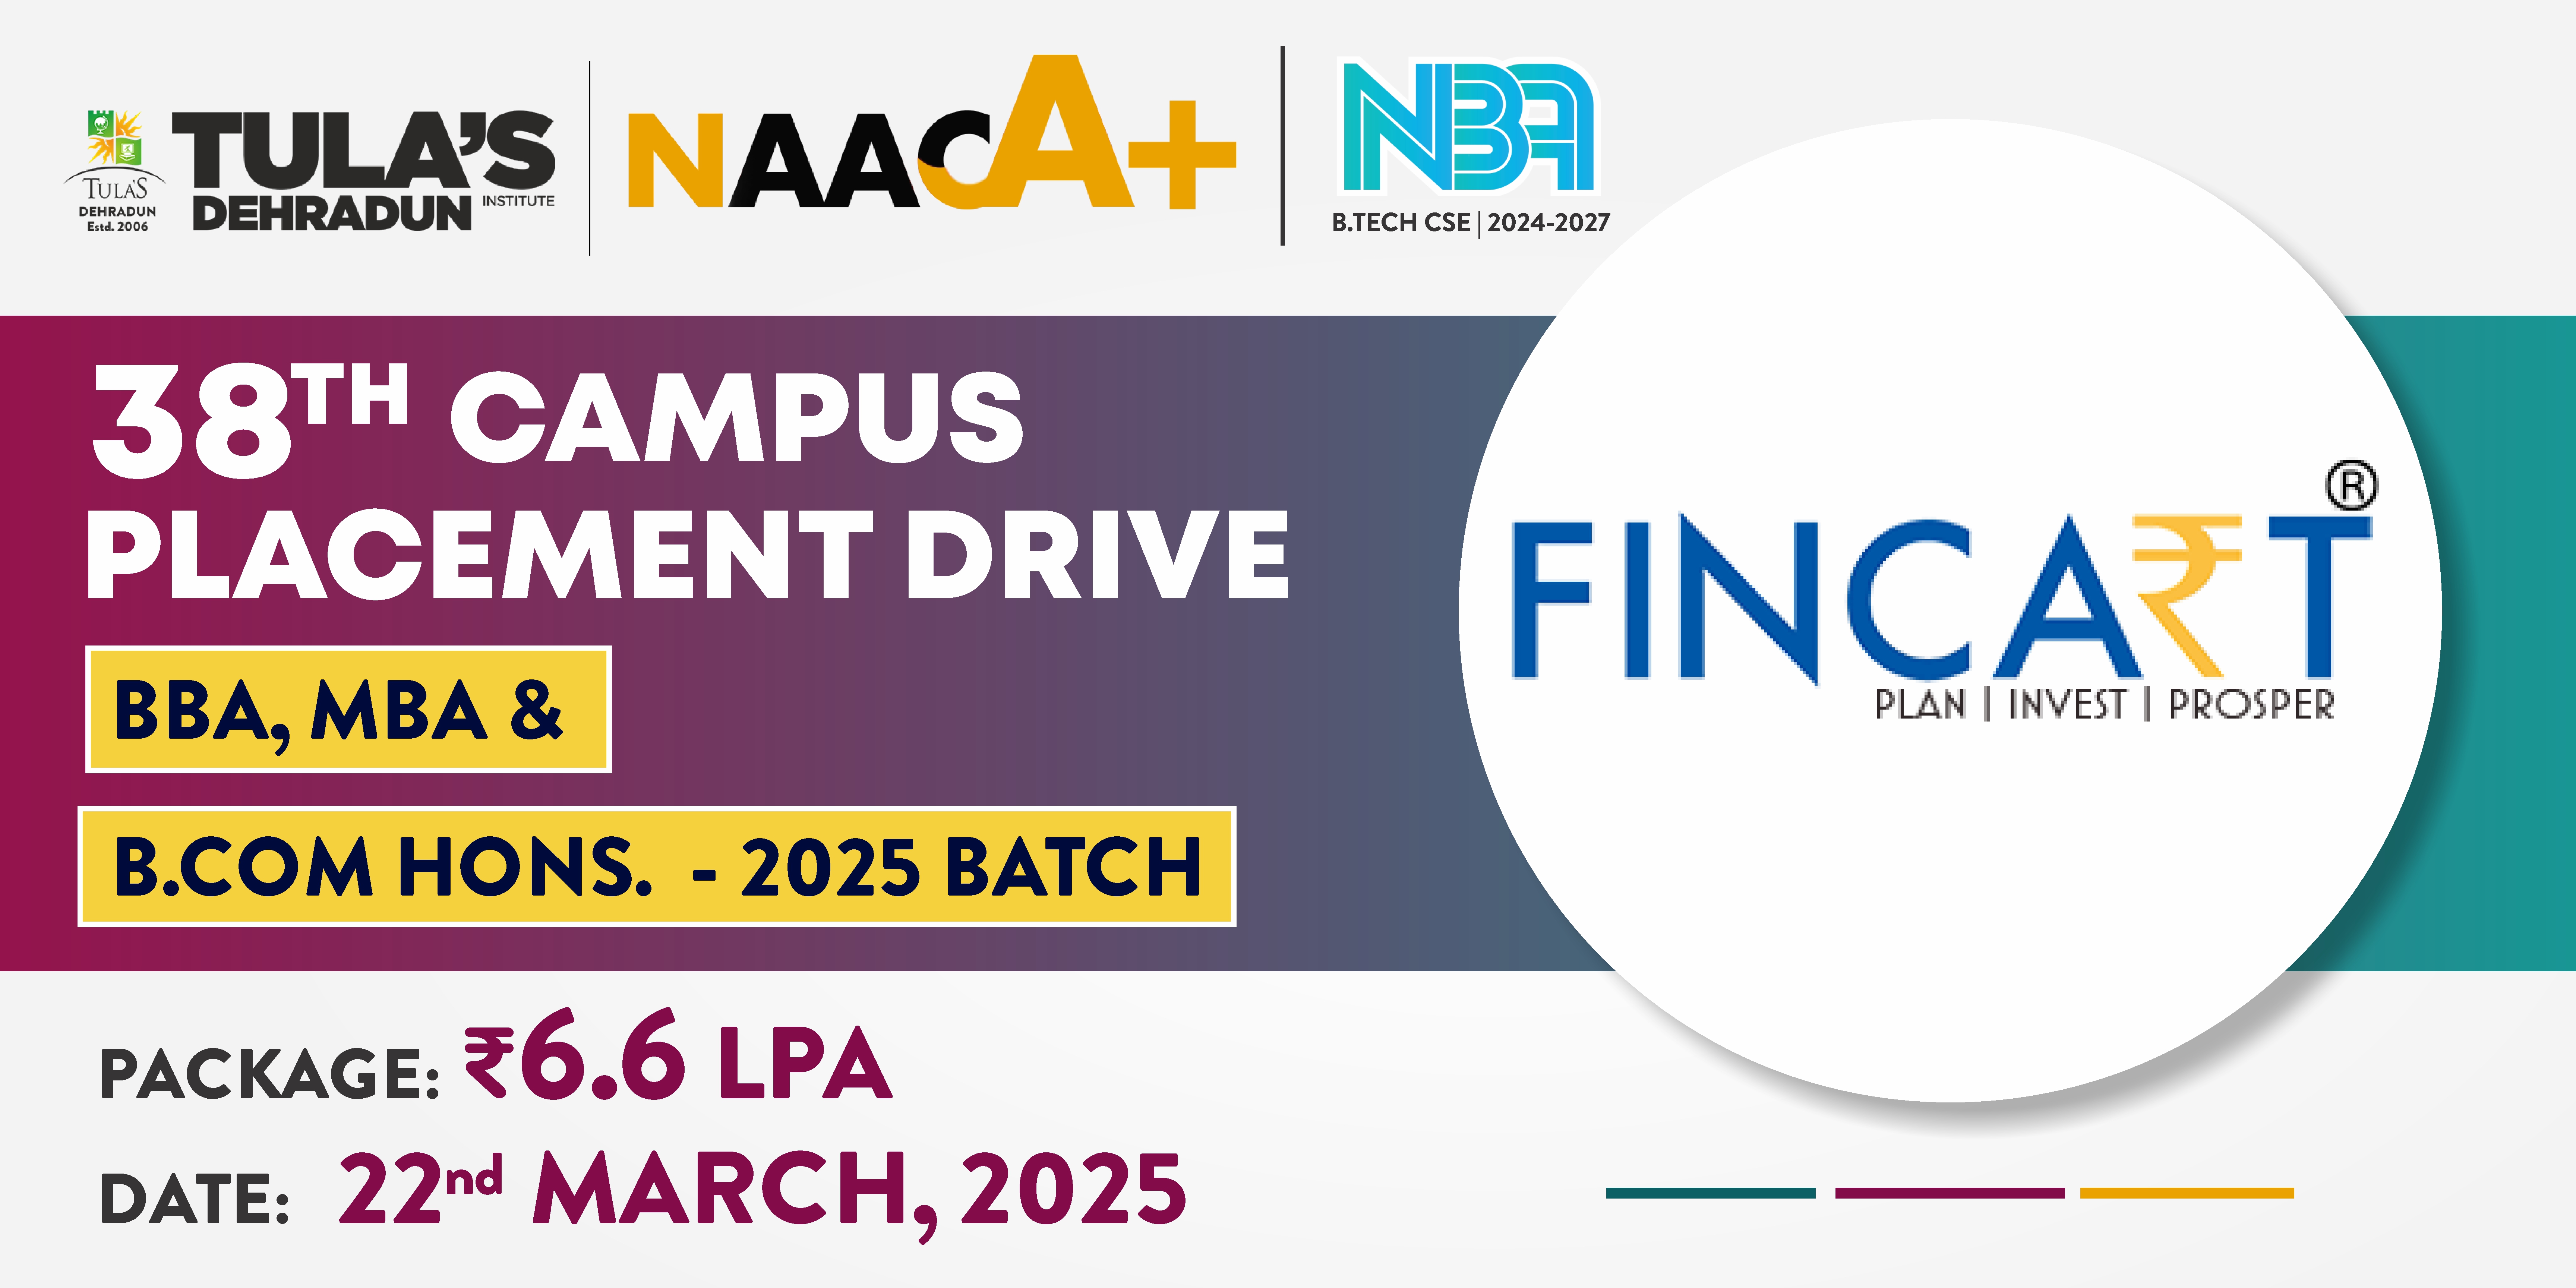 TULA'S
DEHRADUN
Estd. 2006
TULA'S
DEHRADUN INSTITUTE
NAAC A+
NBA
B.TECH CSE | 2024-2027
38TH CAMPUS
PLACEMENT DRIVE
BBA, MBA &
B.COM HONS. - 2025 BATCH
FINCA₹T®
PLAN | INVEST | PROSPER
PACKAGE: ₹6.6 LPA
DATE: 22nd MARCH, 2025